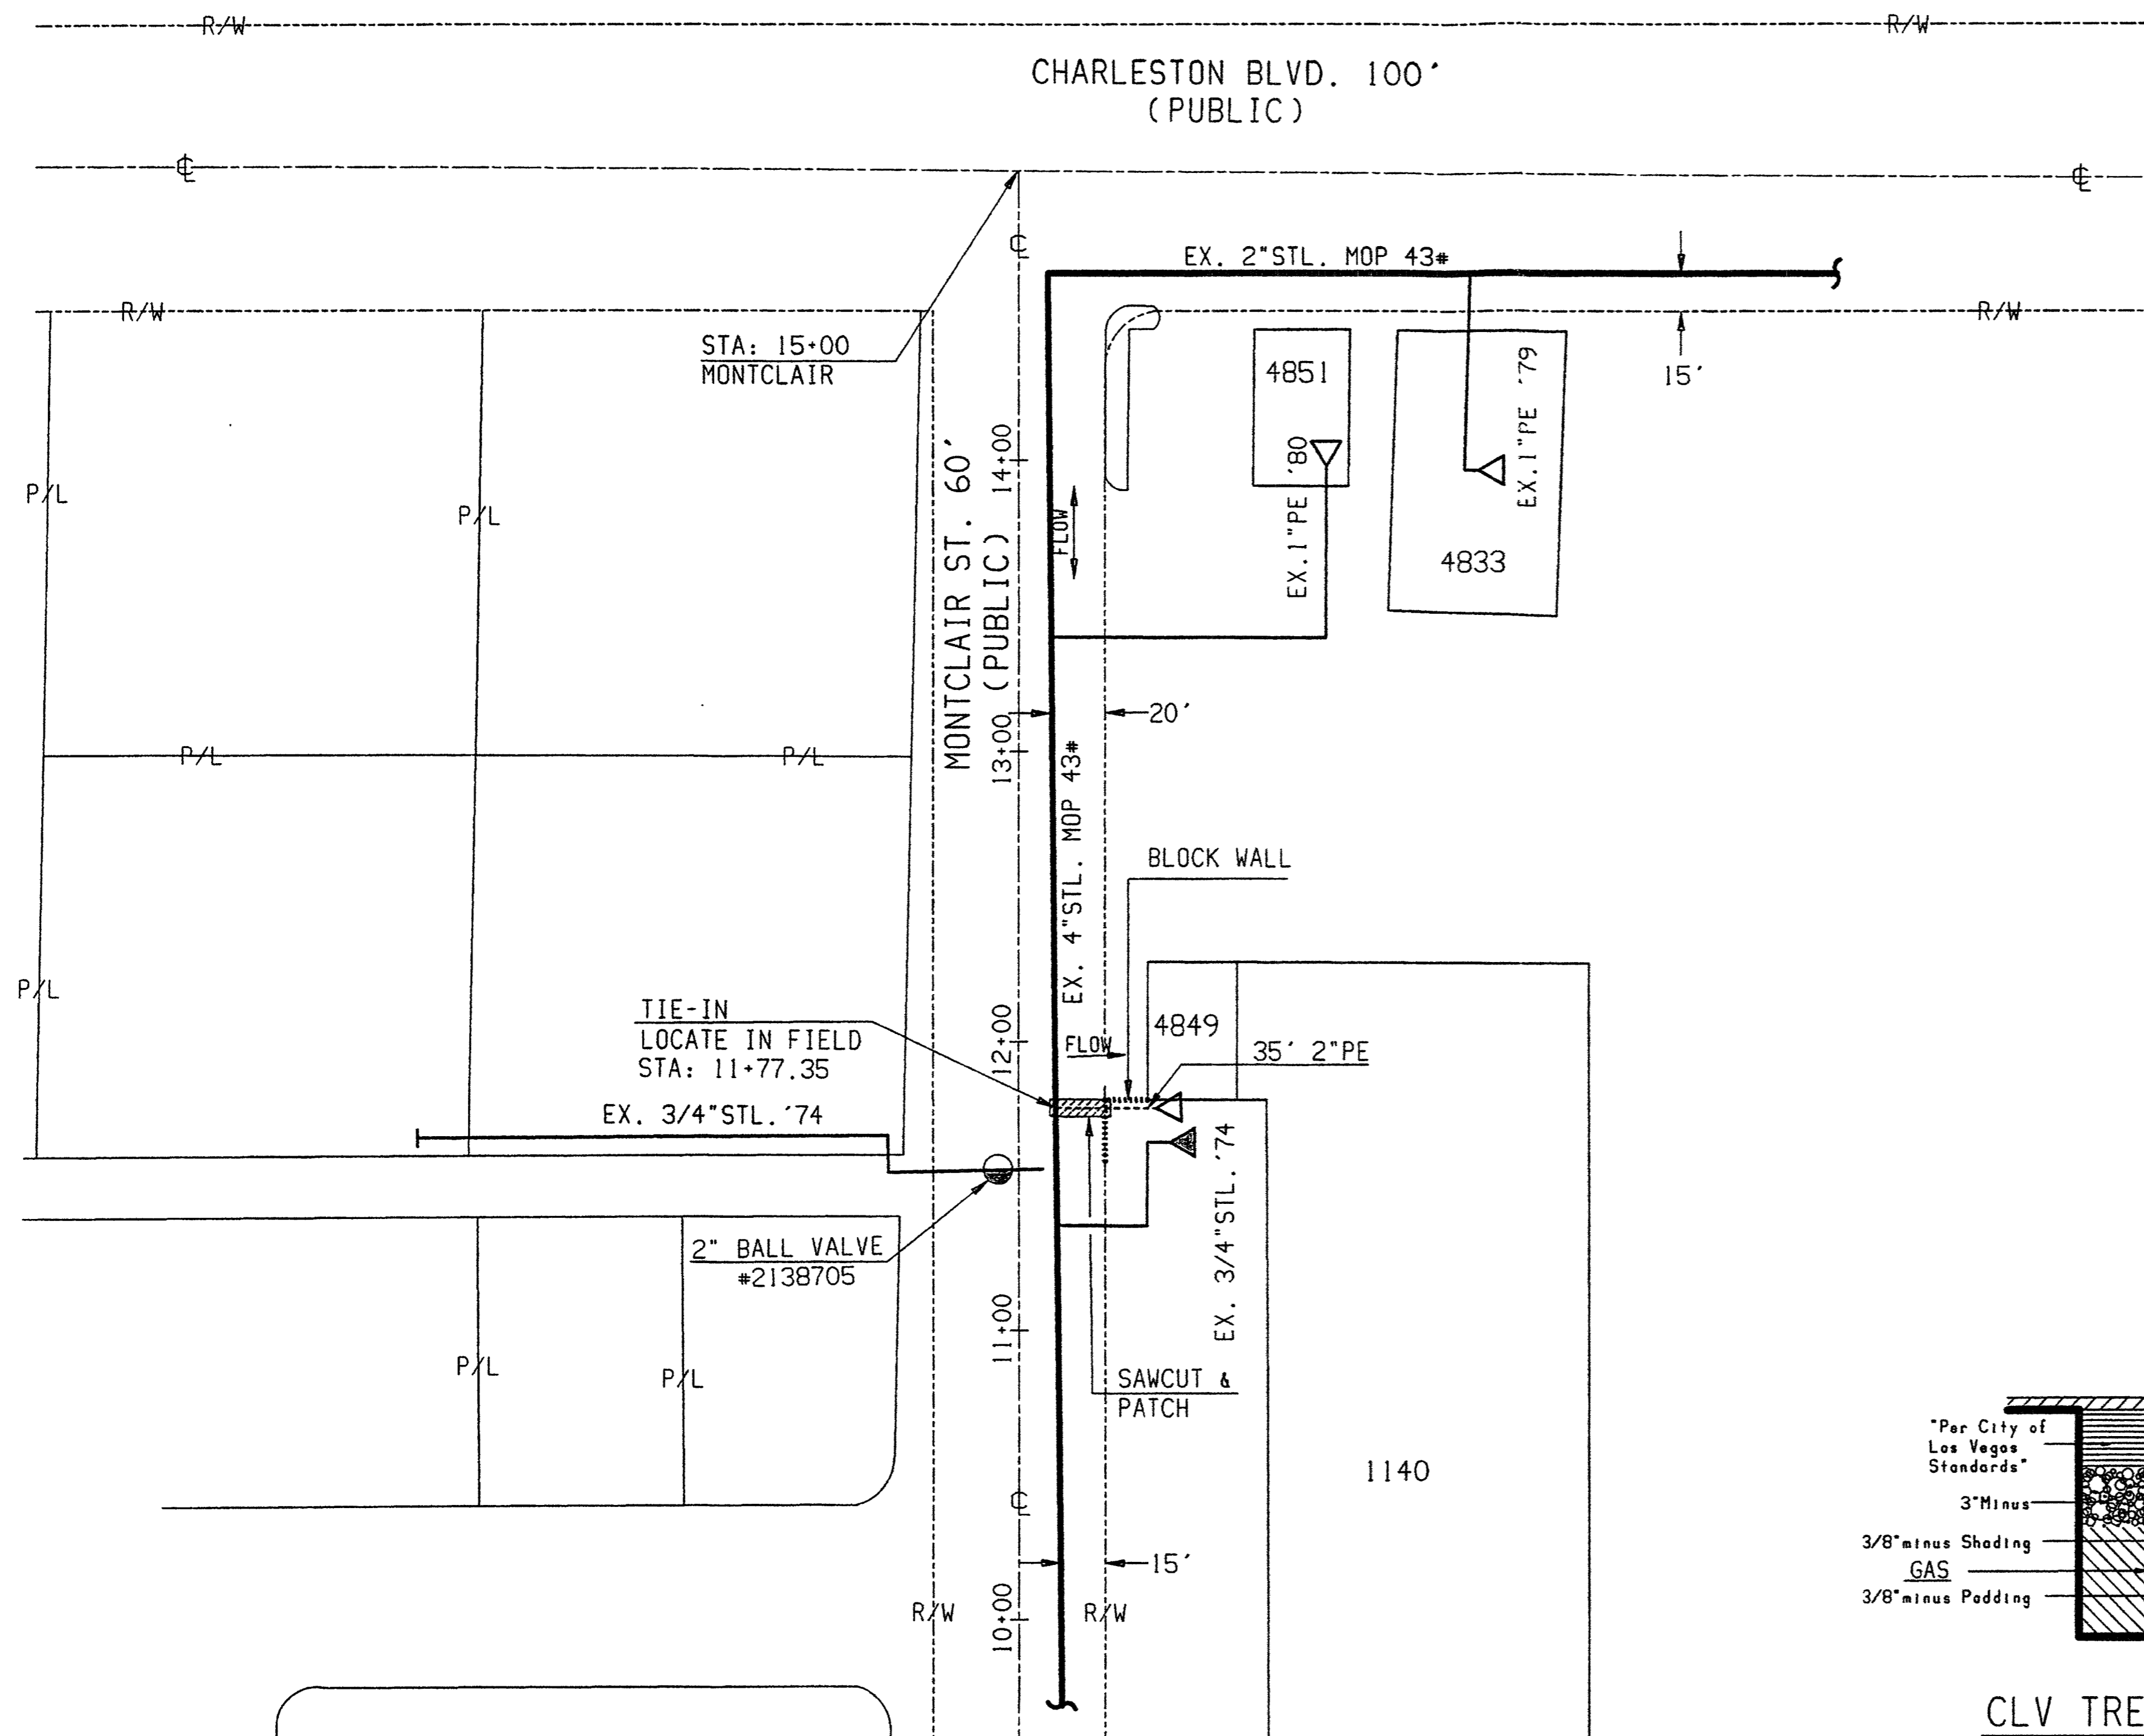 R/W
R/W
CHARLESTON BLVD. 100'
(PUBLIC)
℄
℄
℄
EX. 2"STL. MOP 43#
R/W
R/W
STA: 15+00
MONTCLAIR
15'
4851
EX.1"PE '80
EX.1"PE '79
4833
P/L
P/L
MONTCLAIR ST. 60'
(PUBLIC)
14+00
FLOW
20'
13+00
P/L
P/L
EX. 4"STL. MOP 43#
BLOCK WALL
P/L
TIE-IN
LOCATE IN FIELD
STA: 11+77.35
12+00
FLOW
4849
35' 2"PE
EX. 3/4"STL.'74
EX. 3/4"STL.'74
2" BALL VALVE
#2138705
11+00
P/L
P/L
SAWCUT &
PATCH
1140
℄
15'
R/W
10+00
R/W
"Per City of
Las Vegas
Standards"
3"Minus
3/8"minus Shading
GAS
3/8"minus Padding
CLV TRE